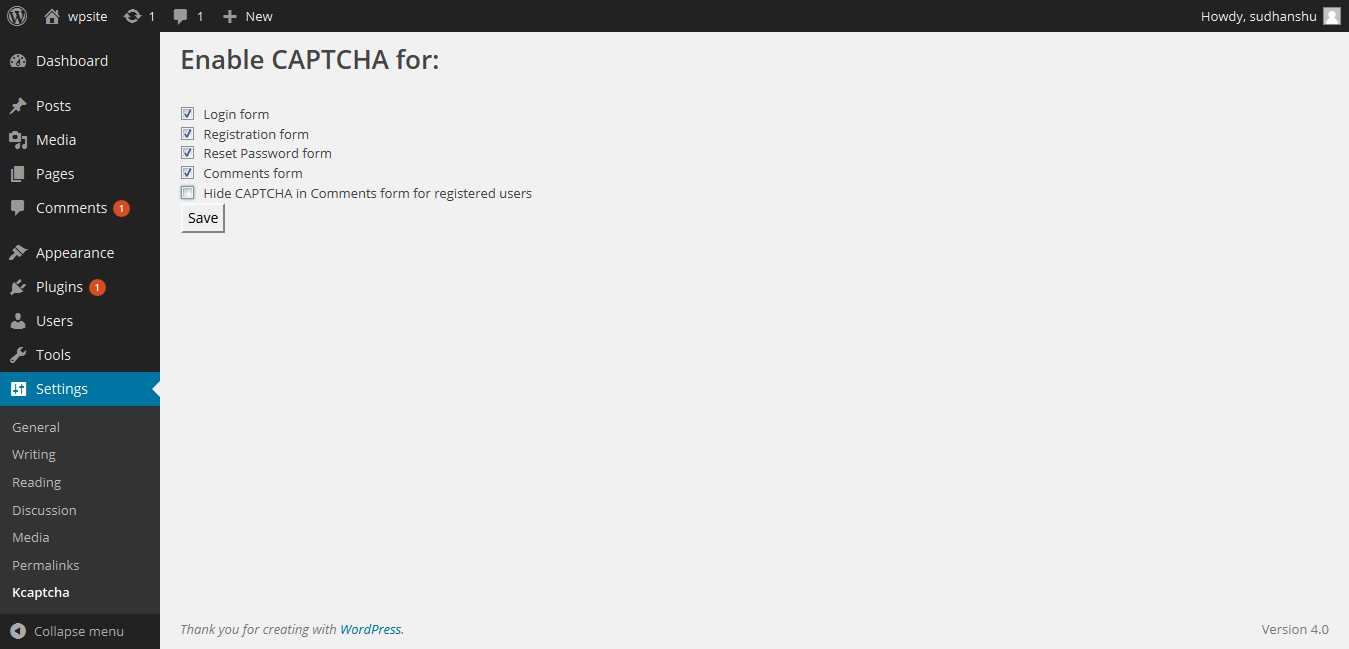 wpsite 1 1 New Howdy, sudhanshu
Dashboard
Posts
Media
Pages
Comments 1
Appearance
Plugins 1
Users
Tools
Settings
General
Writing
Reading
Discussion
Media
Permalinks
Kcaptcha
Collapse menu
Enable CAPTCHA for:
Login form
Registration form
Reset Password form
Comments form
Hide CAPTCHA in Comments form for registered users
Save
Thank you for creating with WordPress. Version 4.0